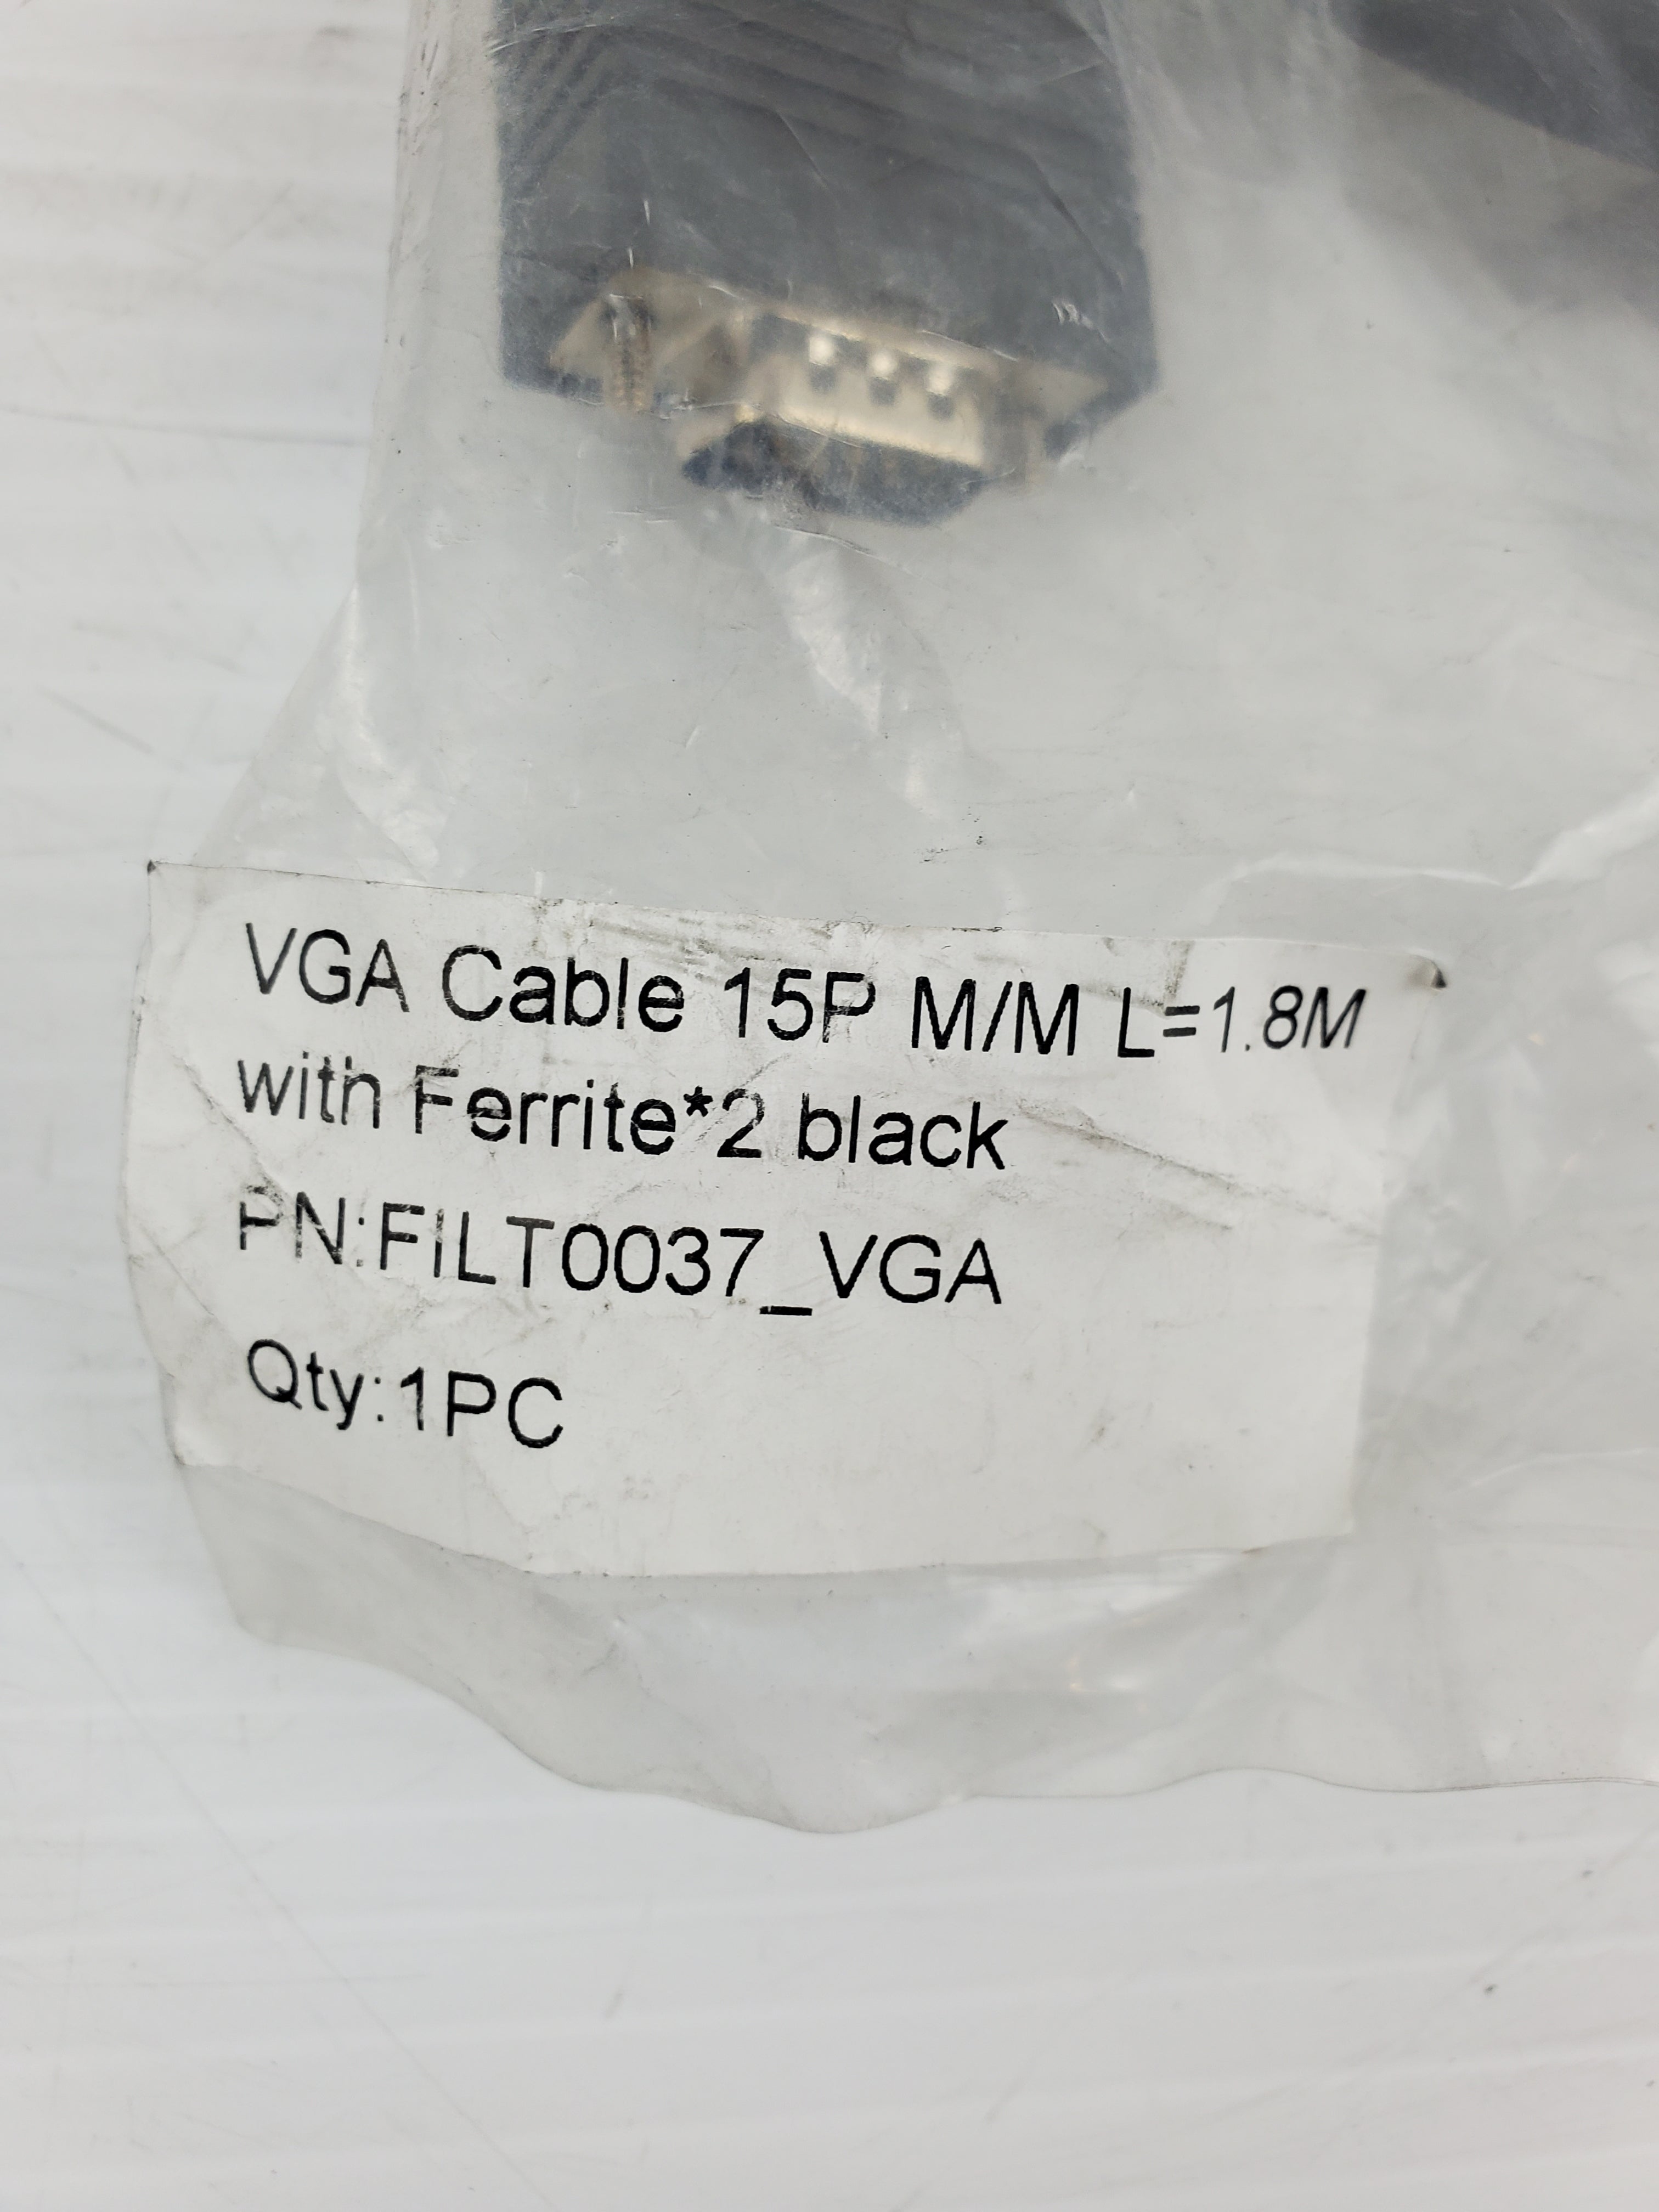 VGA Cable 15P M/M L=1.8M
with Ferrite*2 black
PN:FILT0037_VGA
Qty:1PC